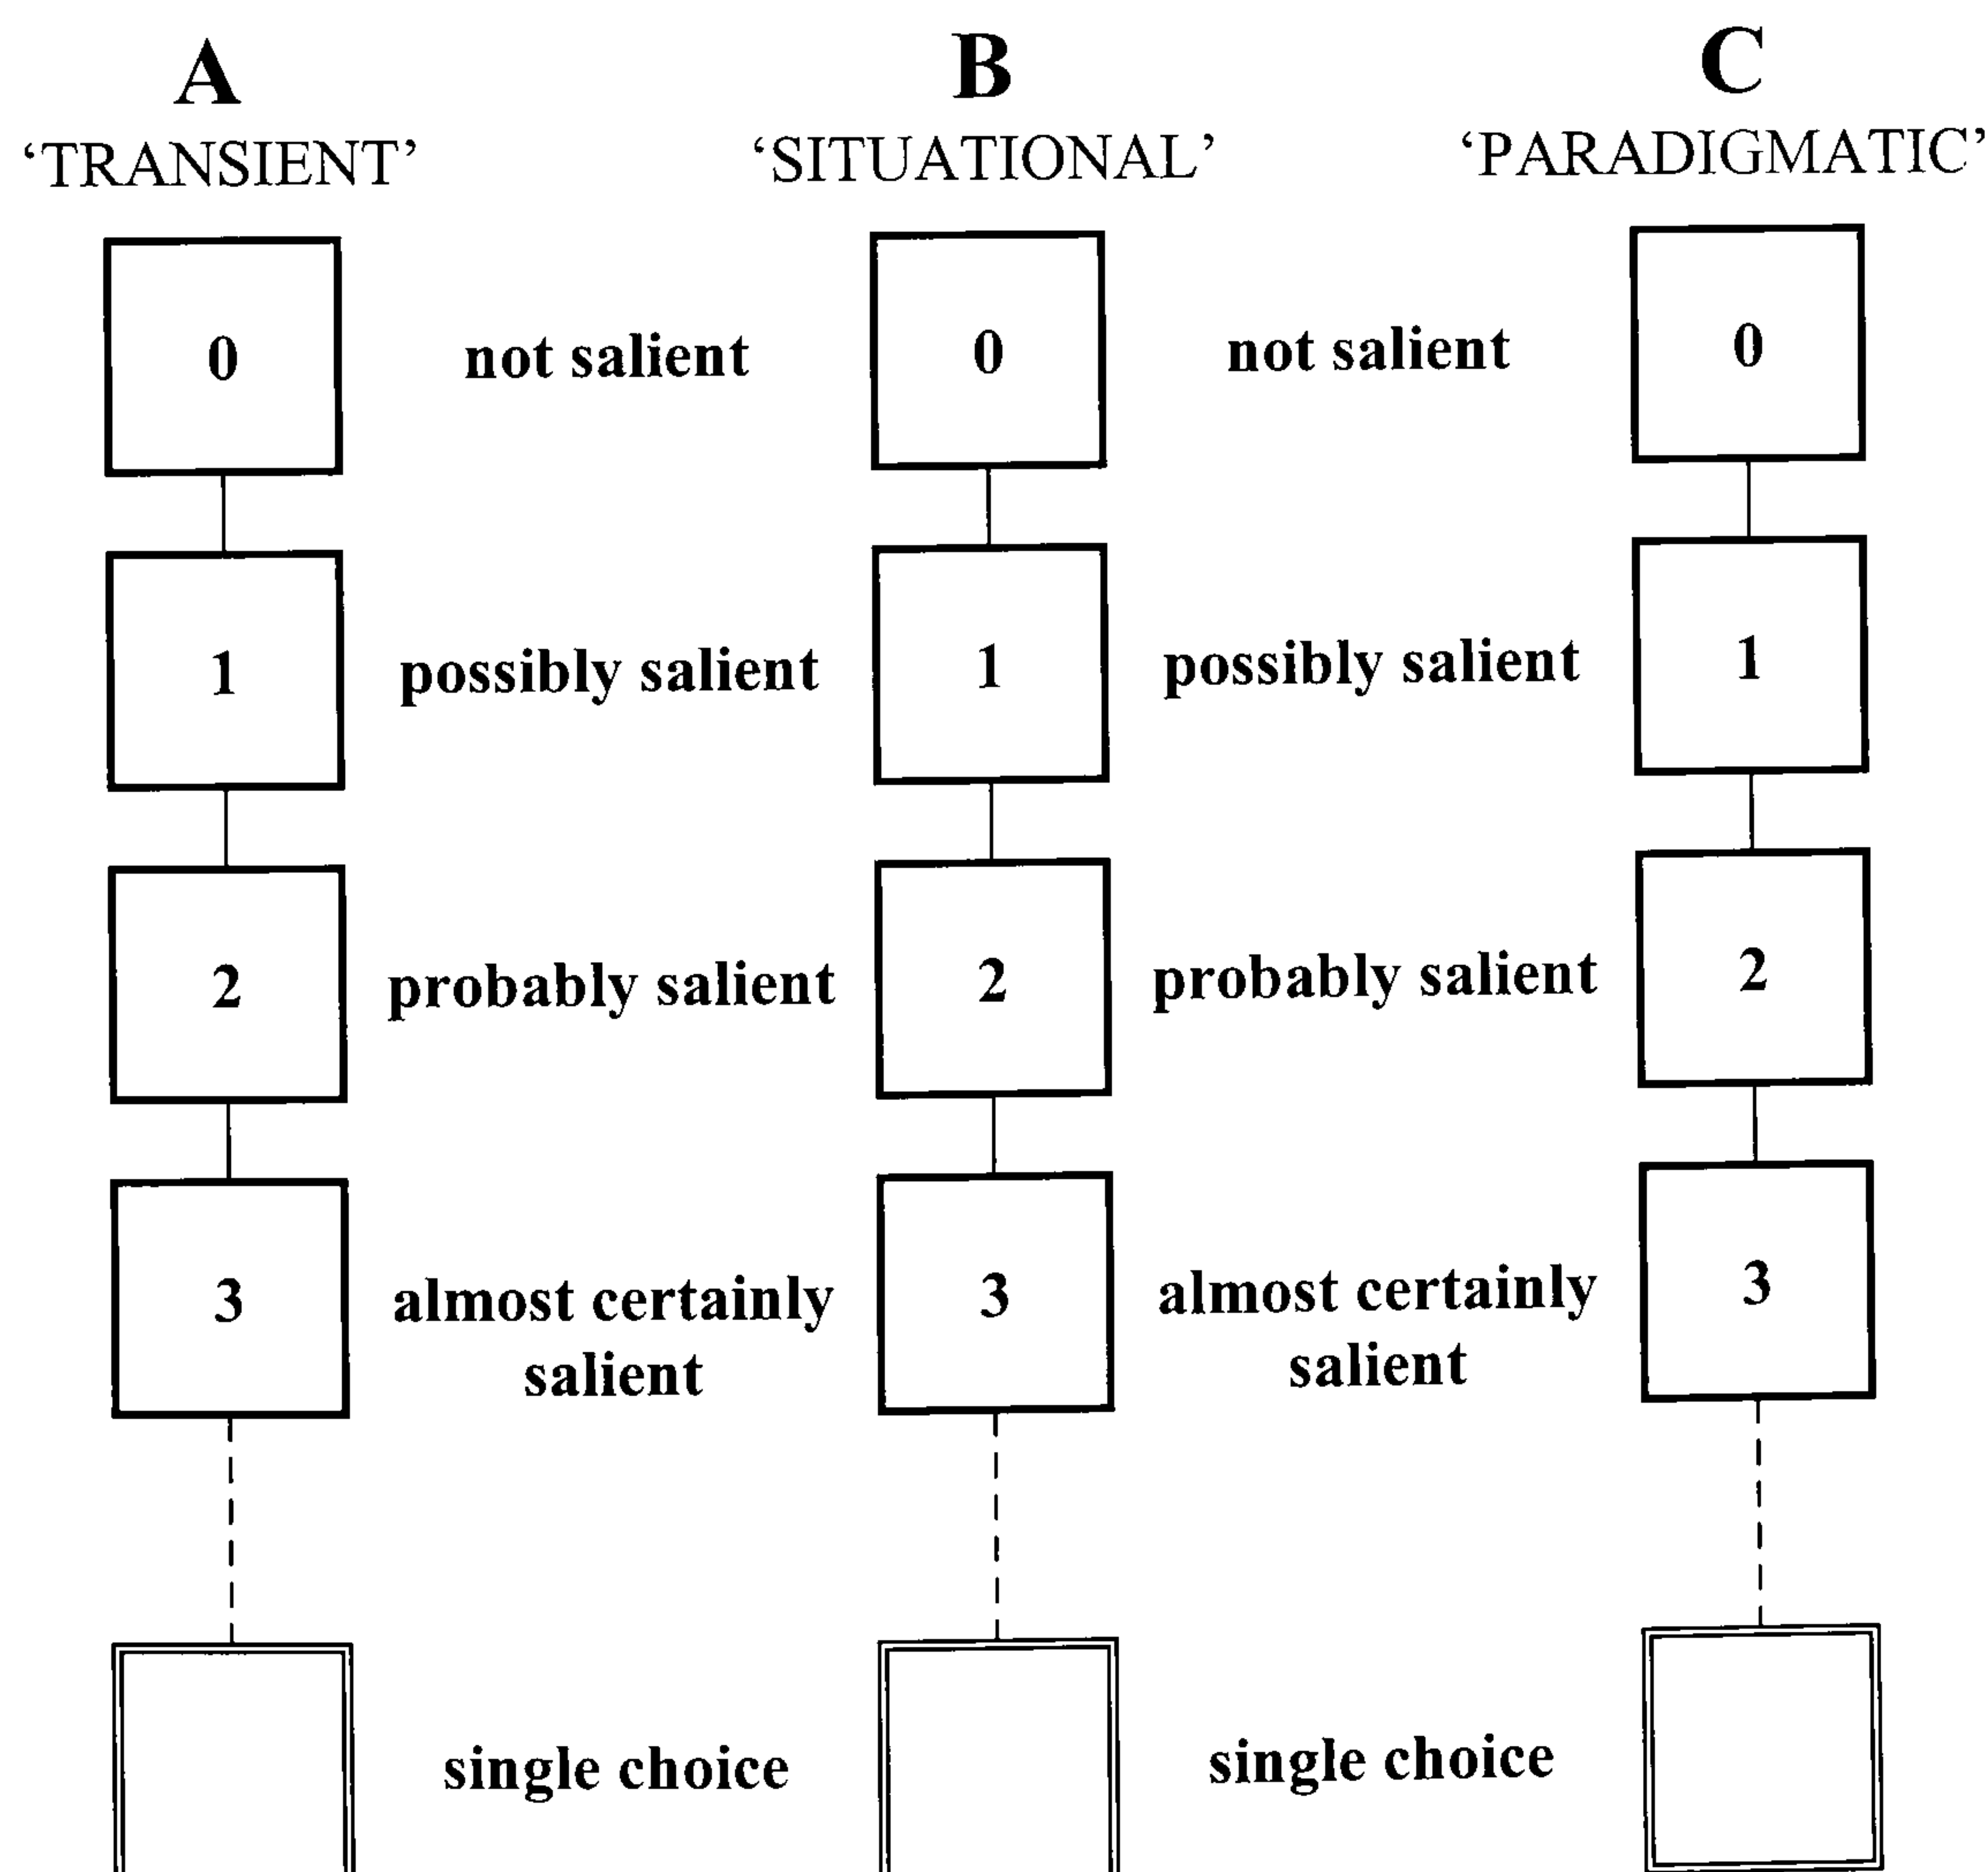 A B C
‘TRANSIENT’ ‘SITUATIONAL’ ‘PARADIGMATIC’
0 not salient 0 not salient 0
1 possibly salient 1 possibly salient 1
2 probably salient 2 probably salient 2
3 almost certainly 3 almost certainly 3
salient salient
single choice single choice